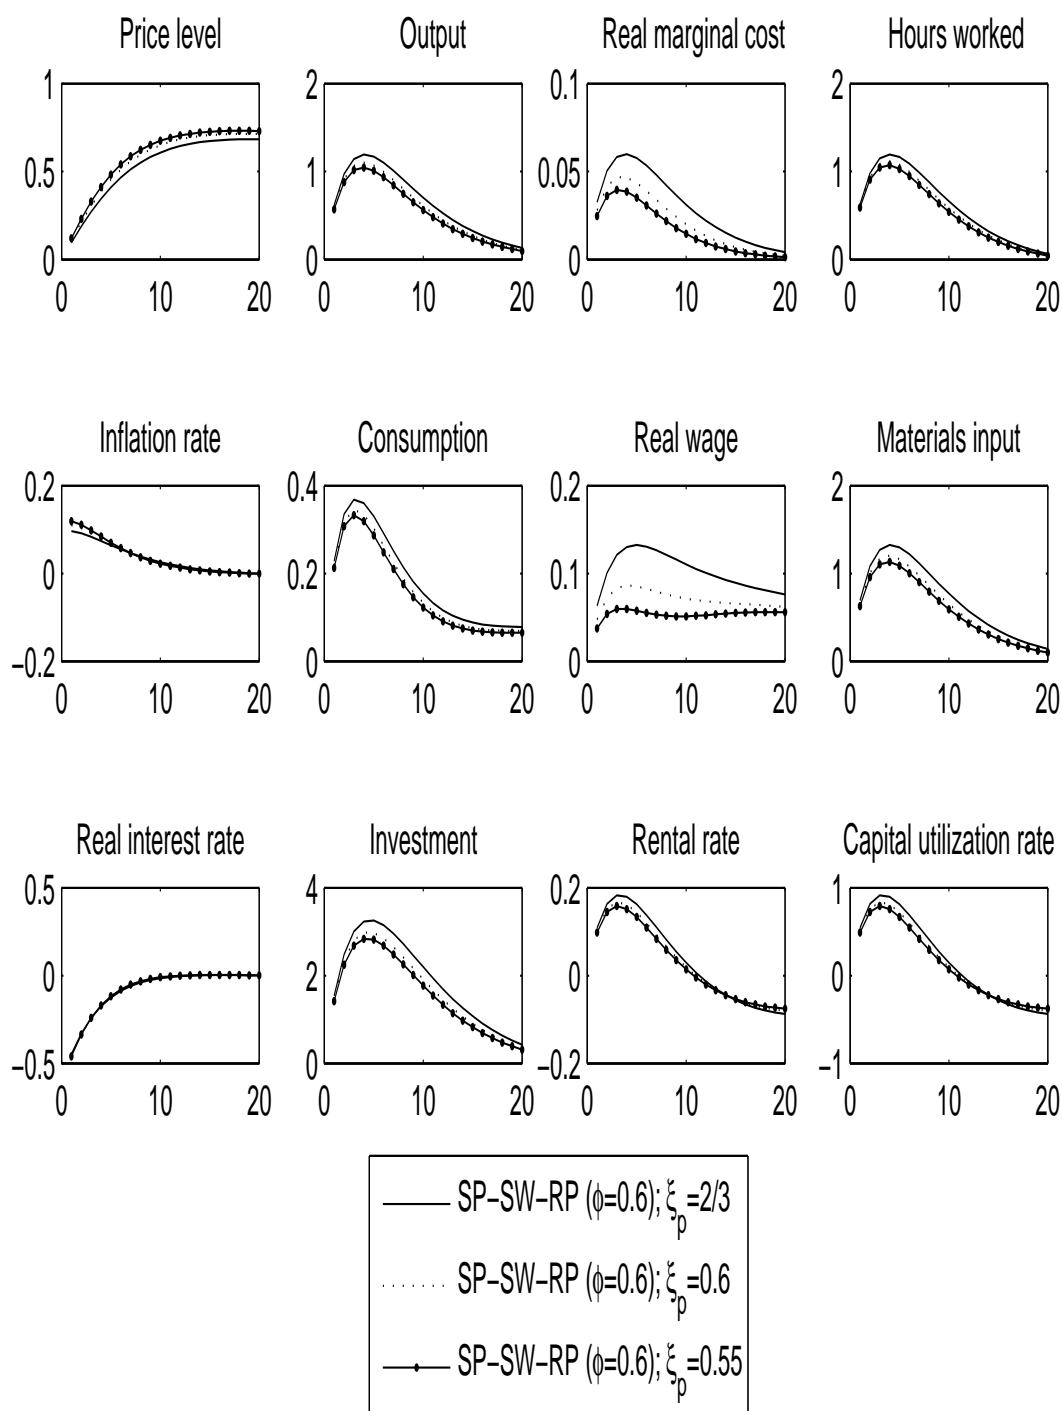 Price level Output Real marginal cost Hours worked
1 2 0.1 2
0.5 1 0.05 1
0 0 0 0
0 10 20 0 10 20 0 10 20 0 10 20
Inflation rate Consumption Real wage Materials input
0.2 0.4 0.2 2
0 0.2 0.1 1
−0.2 0 0 0
0 10 20 0 10 20 0 10 20 0 10 20
Real interest rate Investment Rental rate Capital utilization rate
0.5 4 0.2 1
0 2 0 0
−0.5 0 −0.2 −1
0 10 20 0 10 20 0 10 20 0 10 20
SP−SW−RP (ϕ=0.6); ξp=2/3
SP−SW−RP (ϕ=0.6); ξp=0.6
SP−SW−RP (ϕ=0.6); ξp=0.55